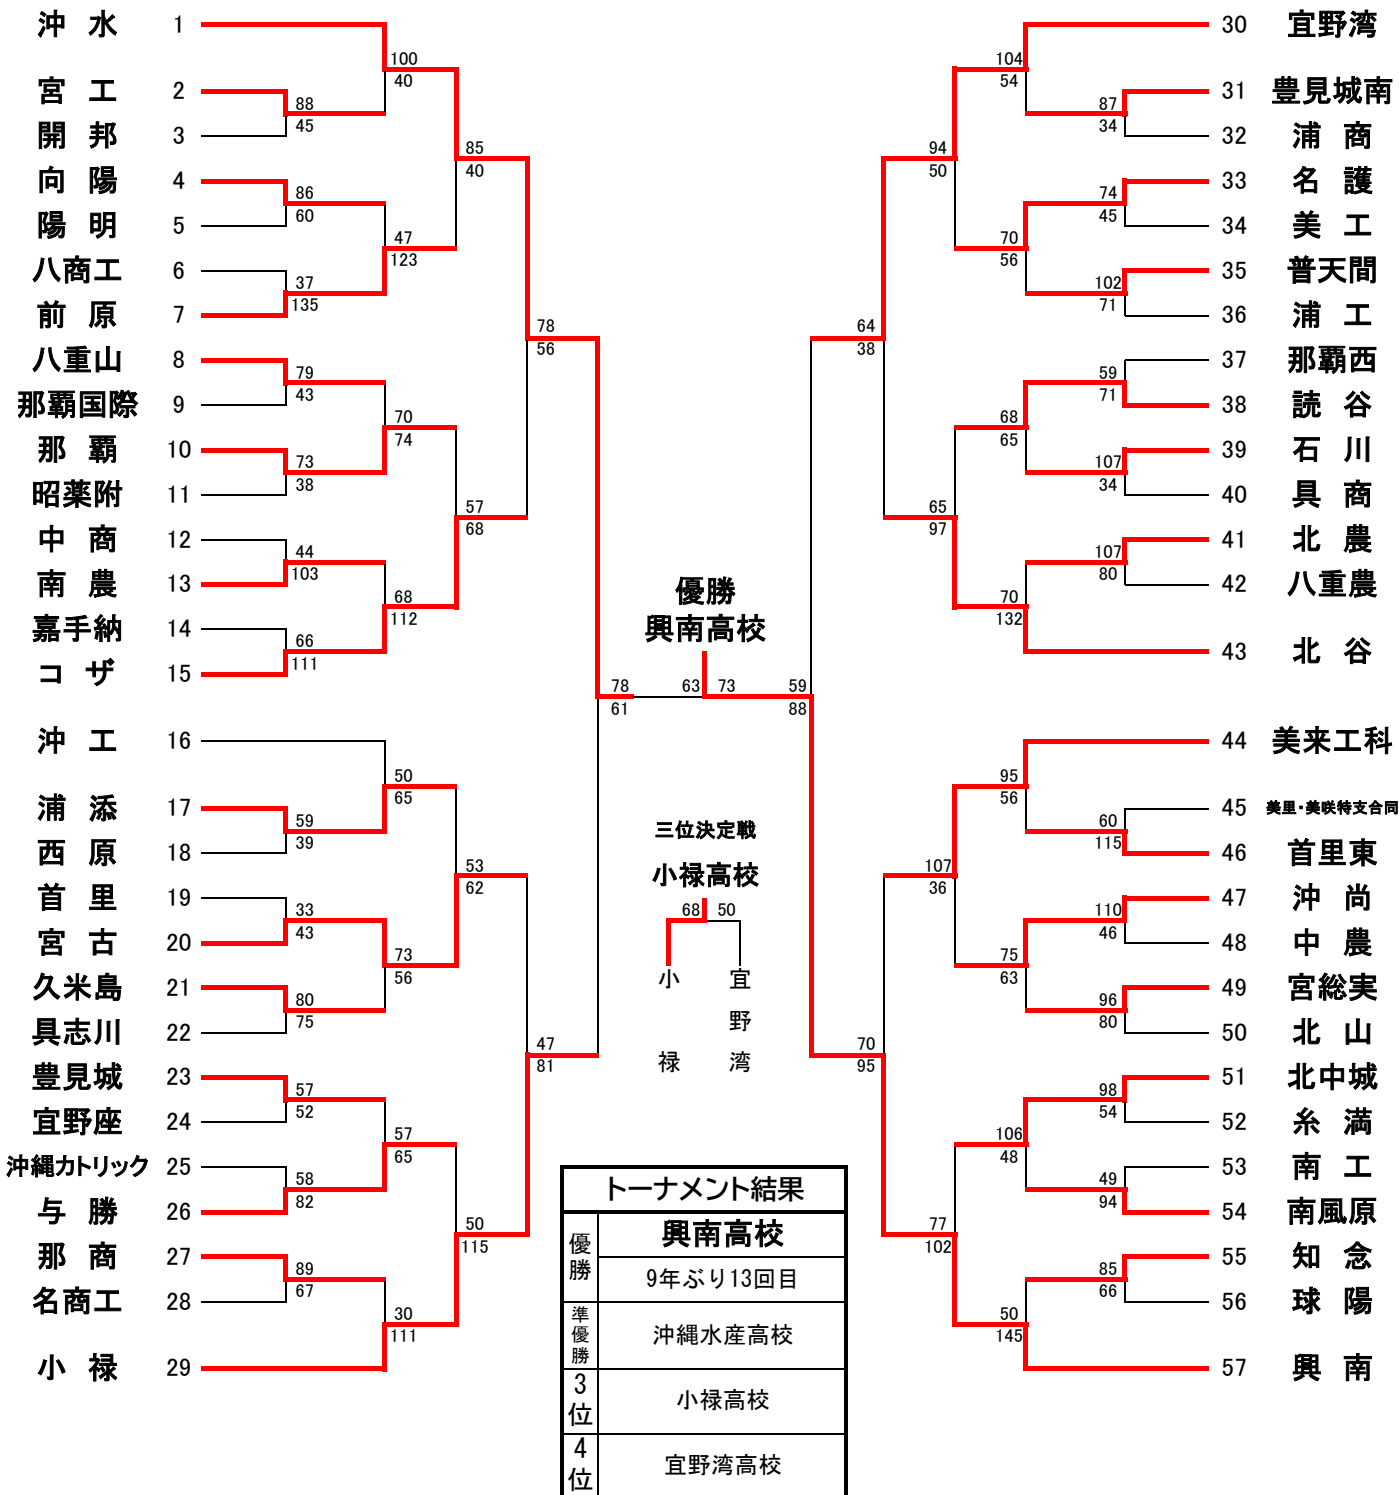 沖水 1
100
40
宮工 2
88
45
開邦 3
85
40
向陽 4
86
60
陽明 5
47
123
八商工 6
37
135
前原 7
78
56
八重山 8
79
43
那覇国際 9
70
74
那覇 10
73
38
昭薬附 11
57
68
中商 12
44
103
南農 13
68
112
嘉手納 14
66
111
コザ 15
78
61
沖工 16
50
65
浦添 17
59
39
西原 18
53
62
首里 19
33
43
宮古 20
73
56
久米島 21
80
75
具志川 22
47
81
豊見城 23
57
52
宜野座 24
57
65
沖縄カトリック 25
58
82
与勝 26
50
115
那商 27
89
67
名商工 28
30
111
小禄 29
優勝
興南高校
63 73
三位決定戦
小禄高校
68 50
小禄
宜野湾
30 宜野湾
104
54
31 豊見城南
87
34
32 浦商
94
50
33 名護
74
45
34 美工
70
56
35 普天間
102
71
36 浦工
64
38
37 那覇西
59
71
38 読谷
68
65
39 石川
107
34
40 具商
65
97
41 北農
107
80
42 八重農
70
132
43 北谷
59
88
44 美来工科
95
56
45 美里・美咲特支合同
60
115
46 首里東
107
36
47 沖尚
110
46
48 中農
75
63
49 宮総実
96
80
50 北山
70
95
51 北中城
98
54
52 糸満
106
48
53 南工
49
94
54 南風原
77
102
55 知念
85
66
56 球陽
50
145
57 興南
トーナメント結果
優勝 興南高校
9年ぶり13回目
準優勝 沖縄水産高校
3位 小禄高校
4位 宜野湾高校